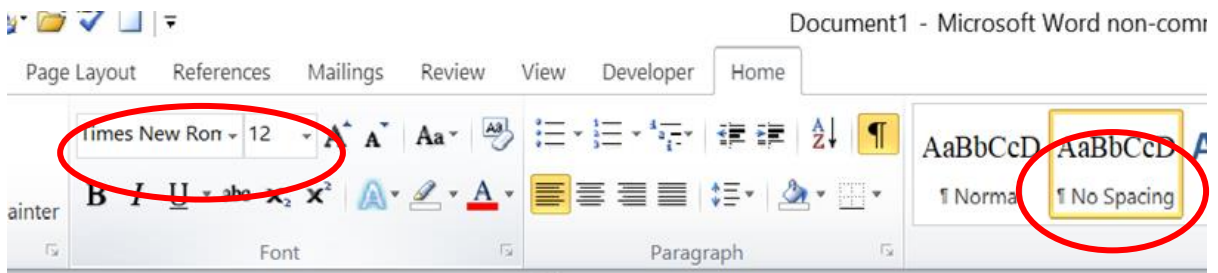 Document1 - Microsoft Word non-comm
Page Layout References Mailings Review View Developer Home
Times New Ron 12 A A Aa Aa
B I U abc x₂ x² A A
AaBbCcD AaBbCcD A
ainter
¶ Norma ¶ No Spacing
Font Paragraph